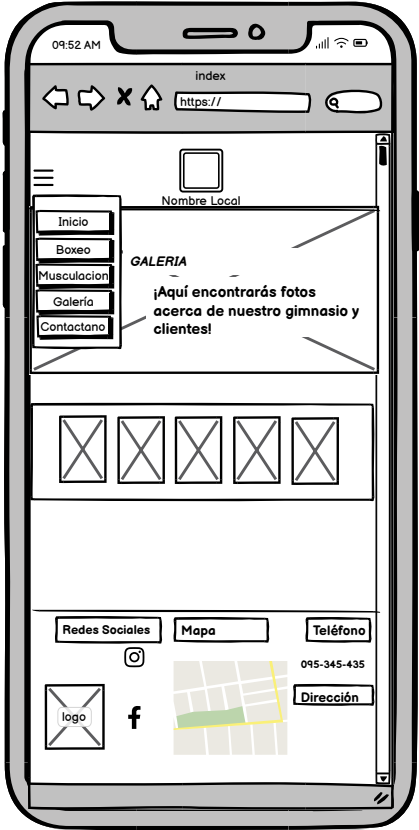 09:52 AM
index
https://
Nombre Local
Inicio
Boxeo
Musculacion
Galería
Contactano
GALERIA
¡Aquí encontrarás fotos
acerca de nuestro gimnasio y
clientes!
Redes Sociales
Mapa
Teléfono
095-345-435
Dirección
logo